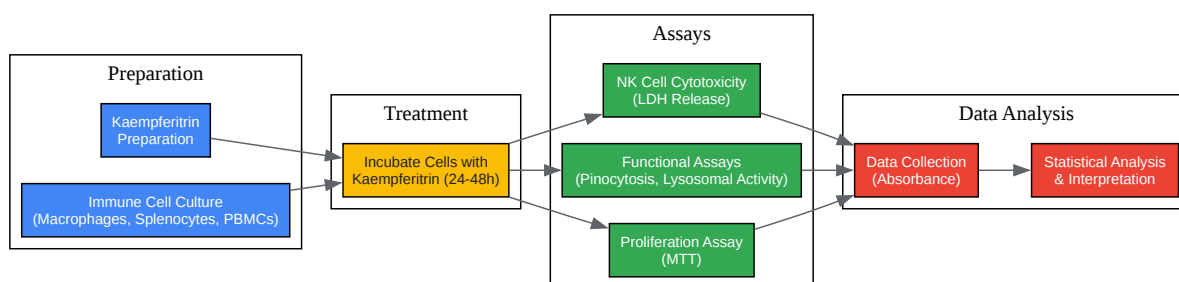 Preparation
Kaempferitrin
Preparation
Immune Cell Culture
(Macrophages, Splenocytes, PBMCs)
Treatment
Incubate Cells with
Kaempferitrin (24-48h)
Assays
NK Cell Cytotoxicity
(LDH Release)
Functional Assays
(Pinocytosis, Lysosomal Activity)
Proliferation Assay
(MTT)
Data Analysis
Data Collection
(Absorbance)
Statistical Analysis
& Interpretation